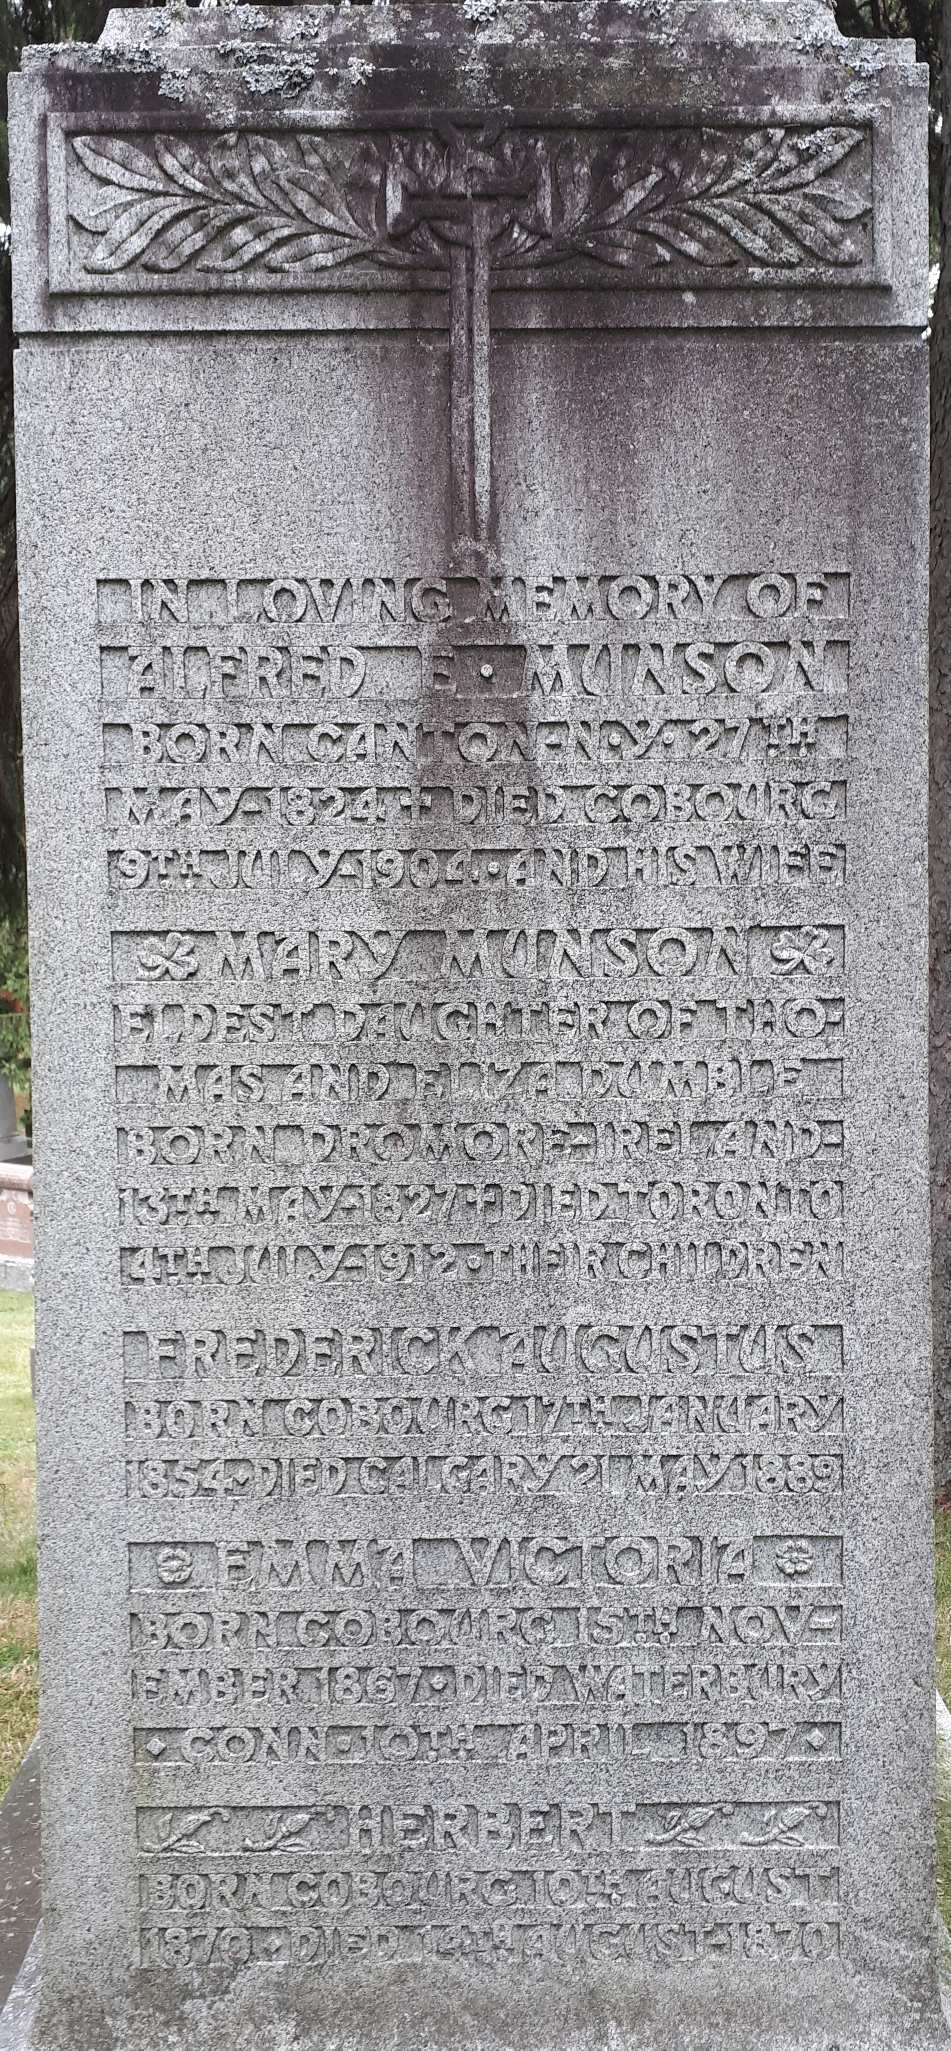 IN LOVING MEMORY OF
ALFRED E · MUNSON
BORN CANTON-N·Y· 27TH
MAY-1824+DIED COBOURG
9TH JULY-1904·AND HIS WIFE
MARY MUNSON
ELDEST DAUGHTER OF THO-
MAS AND ELIZA DUMBLE
BORN DROMORE-IRELAND-
13TH MAY-1827+DIED TORONTO
4TH JULY-1912·THEIR CHILDREN
FREDERICK AUGUSTUS
BORN COBOURG 17TH JANUARY
1854·DIED CALGARY 21 MAY-1889
EMMA VICTORIA
BORN COBOURG 15TH NOV-
EMBER 1867·DIED WATERBURY
CONN·10TH APRIL 1897
HERBERT
BORN COBOURG 10TH AUGUST
1870·DIED AUGUST-1870